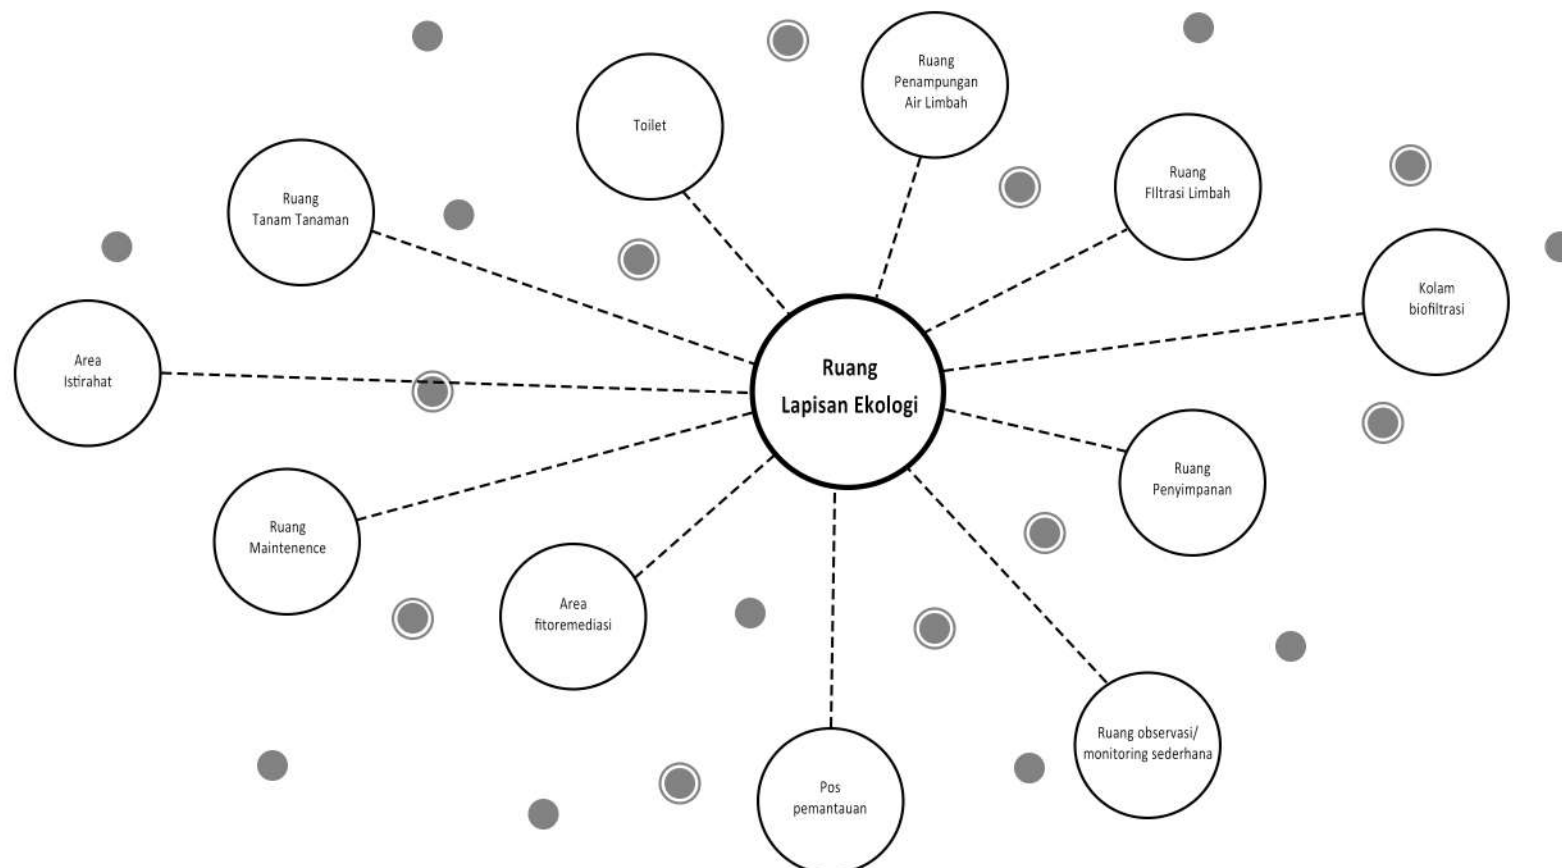 Ruang
Penampungan
Air Limbah
Toilet
Ruang
FIltrasi Limbah
Ruang
Tanam Tanaman
Kolam
biofiltrasi
Area
Istirahat
Ruang
Lapisan Ekologi
Ruang
Penyimpanan
Ruang
Maintenence
Area
fitoremediasi
Ruang observasi/
monitoring sederhana
Pos
pemantauan